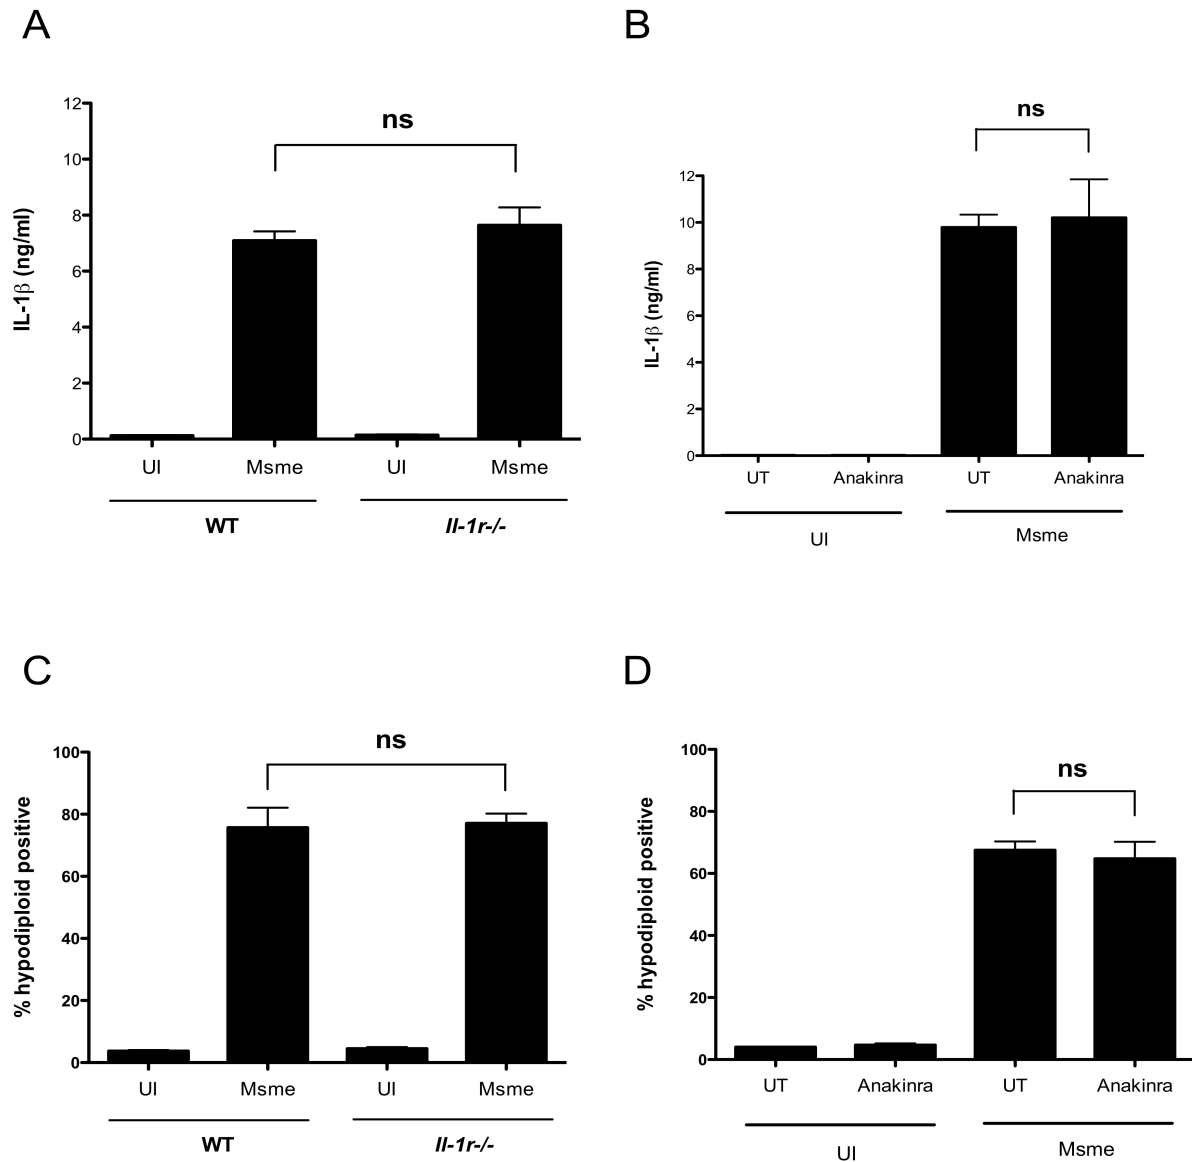 A
ns
IL-1β (ng/ml)
12
10
8
6
4
2
0
UI Msme UI Msme
WT Il-1r-/-
B
ns
IL-1β (ng/ml)
12
10
8
6
4
2
0
UT Anakinra UT Anakinra
UI Msme
C
ns
% hypodiploid positive
100
80
60
40
20
0
UI Msme UI Msme
WT Il-1r-/-
D
ns
% hypodiploid positive
100
80
60
40
20
0
UT Anakinra UT Anakinra
UI Msme